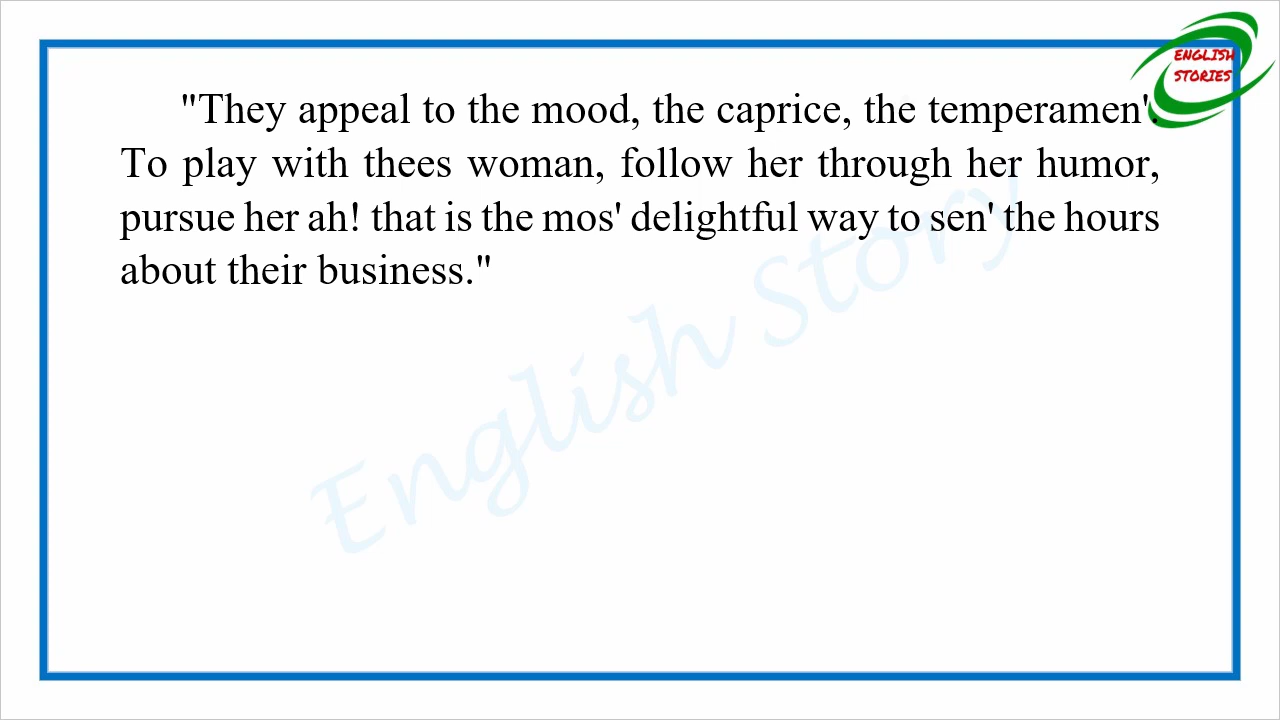 ENGLISH
STORIES
"They appeal to the mood, the caprice, the temperamen'.
To play with thees woman, follow her through her humor,
pursue her ah! that is the mos' delightful way to sen' the hours
about their business."
English Story